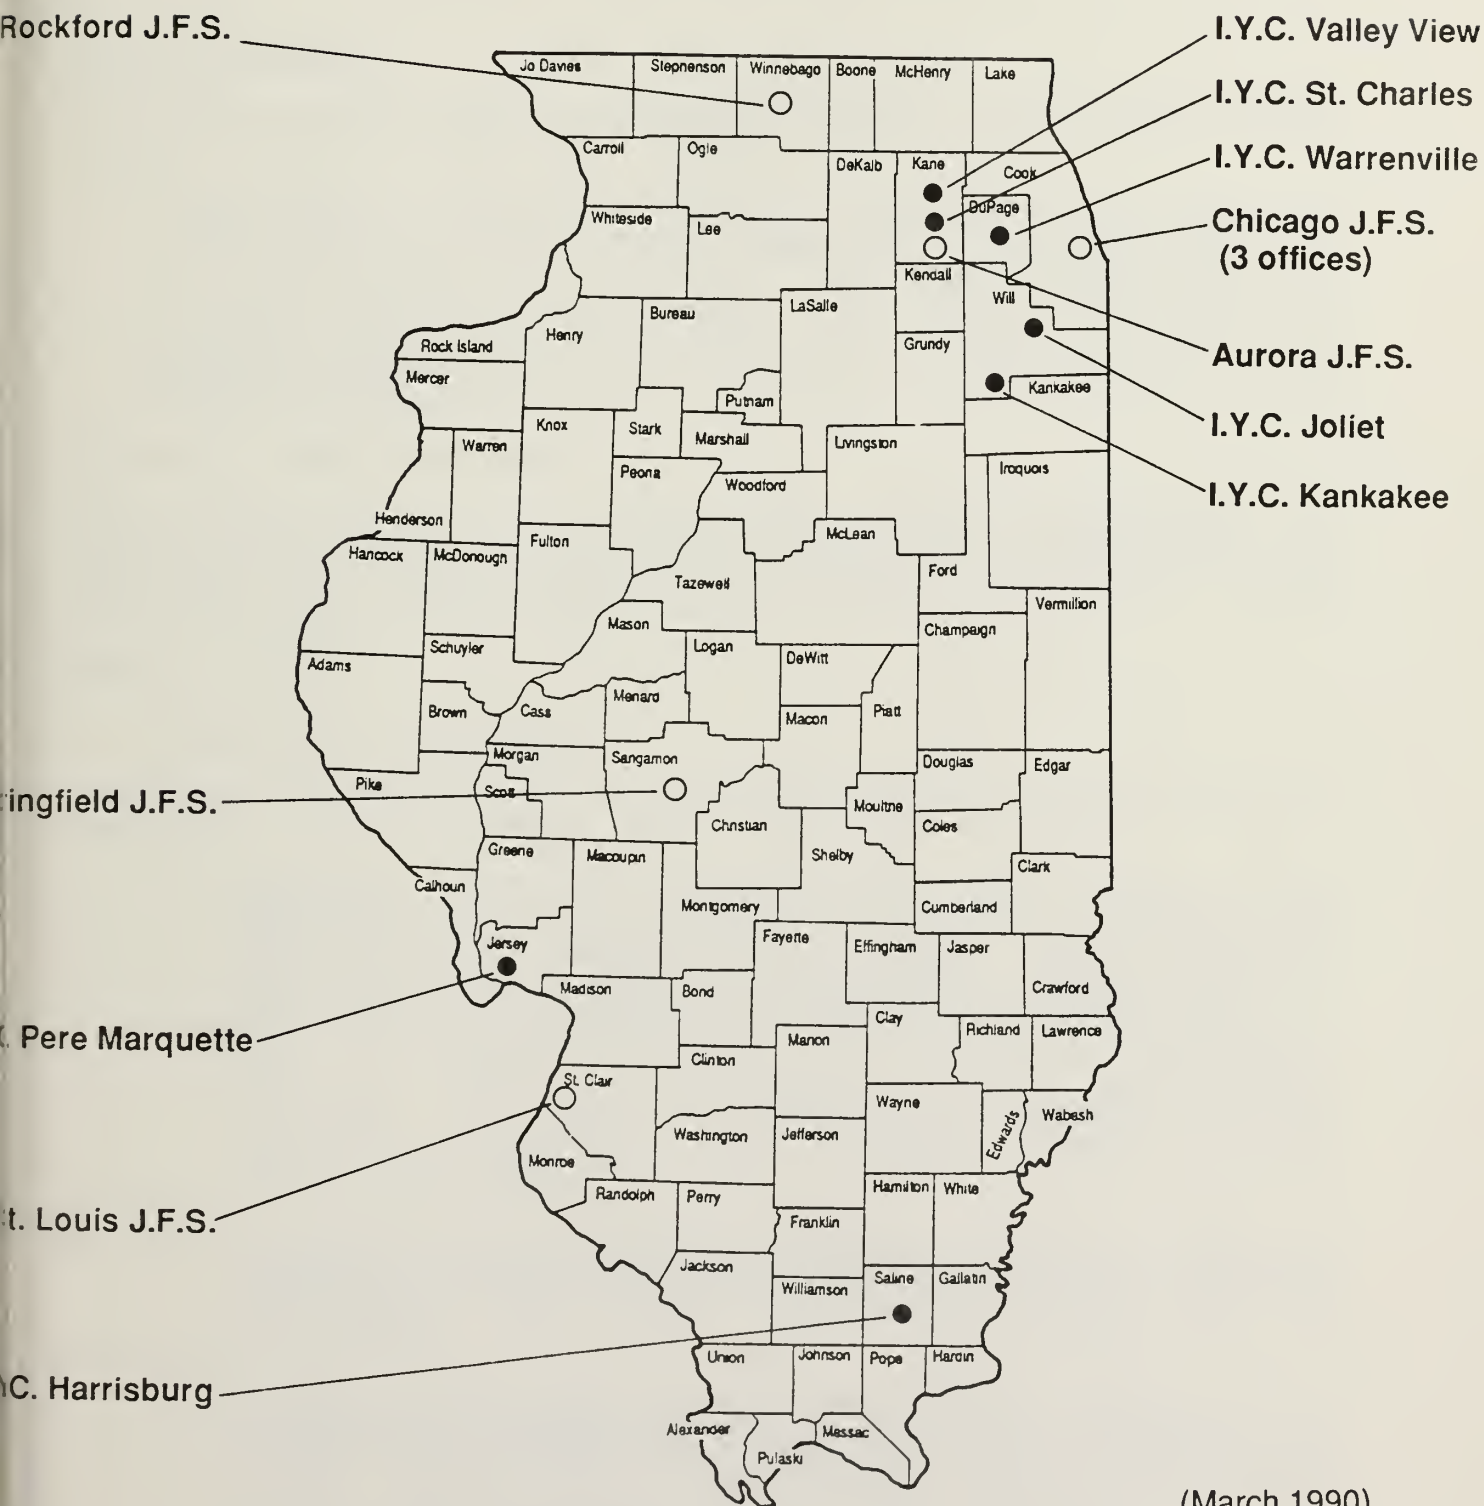 Rockford J.F.S.
I.Y.C. Valley View
I.Y.C. St. Charles
I.Y.C. Warrenville
Chicago J.F.S.
(3 offices)
Aurora J.F.S.
I.Y.C. Joliet
I.Y.C. Kankakee
ringfield J.F.S.
Pere Marquette
t. Louis J.F.S.
C. Harrisburg
Jo Davies Stephenson Winnebago Boone McHenry Lake
Carroll Ogle DeKalb Kane Cook
Whiteside Lee DuPage
Kendall
Will
Bureau LaSalle
Henry
Rock Island Grundy
Mercer
Putnam Kankakee
Knox Stark Marshall Livingston
Warren
Peoria Woodford Iroquois
Henderson
Hancock McDonough Fulton McLean
Tazewell Ford
Vermillion
Mason Champaign
Adams Schuyler Logan DeWitt
Menard
Brown Cass Macon Piatt
Morgan Sangamon Douglas Edgar
Pike Scott
Moultrie
Christian Coles
Greene Macoupin Shelby
Clark
Calhoun
Montgomery Cumberland
Jersey Fayette Effingham Jasper
Madison Bond Crawford
Clay Richland Lawrence
Marion
Clinton
St. Clair
Wayne Edwards Wabash
Washington Jefferson
Monroe
Randolph Perry Hamilton White
Franklin
Jackson
Williamson Saline Gallatin
Union Johnson Pope Hardin
Alexander Massac
Pulaski
(March 1990)